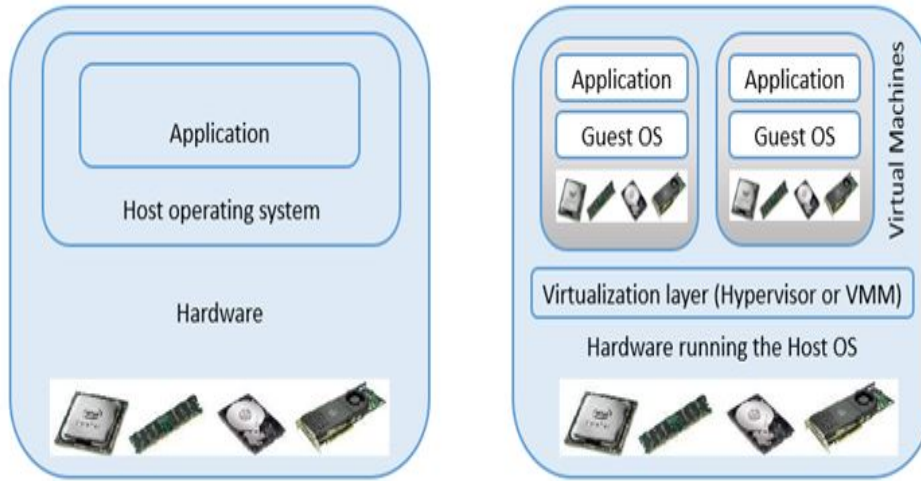 Application
Host operating system
Hardware
Application
Application
Guest OS
Guest OS
Virtual Machines
Virtualization layer (Hypervisor or VMM)
Hardware running the Host OS